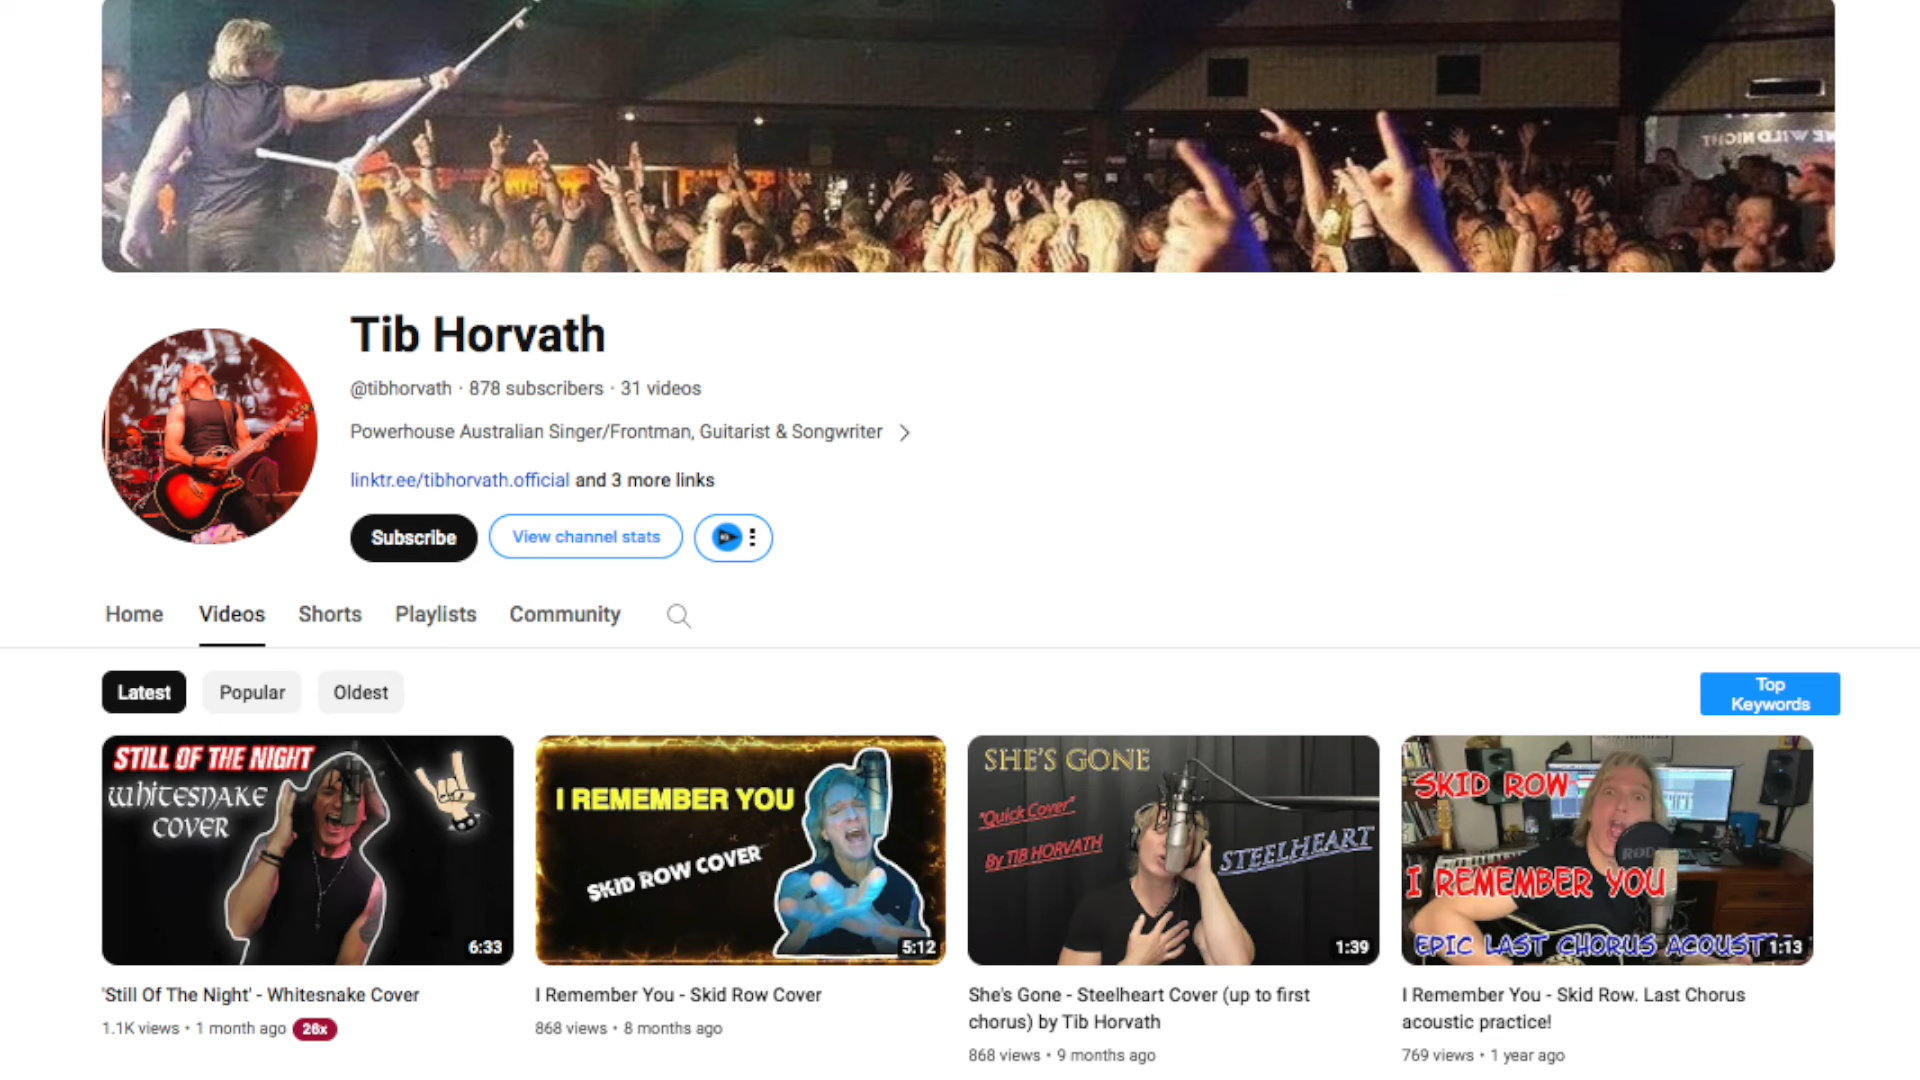 Tib Horvath
@tibhorvath · 878 subscribers · 31 videos
Powerhouse Australian Singer/Frontman, Guitarist & Songwriter
linktr.ee/tibhorvath.official and 3 more links
Subscribe
View channel stats
Home
Videos
Shorts
Playlists
Community
Latest
Popular
Oldest
Top
Keywords
STILL OF THE NIGHT
WHITESNAKE
COVER
6:33
I REMEMBER YOU
SKID ROW COVER
5:12
SHE'S GONE
"Quick Cover"
By TIB HORVATH
STEELHEART
1:39
SKID ROW
I REMEMBER YOU
EPIC LAST CHORUS
1:13
'Still Of The Night' - Whitesnake Cover
1.1K views • 1 month ago 26x
I Remember You - Skid Row Cover
868 views • 8 months ago
She's Gone - Steelheart Cover (up to first
chorus) by Tib Horvath
868 views • 9 months ago
I Remember You - Skid Row. Last Chorus
acoustic practice!
769 views • 1 year ago